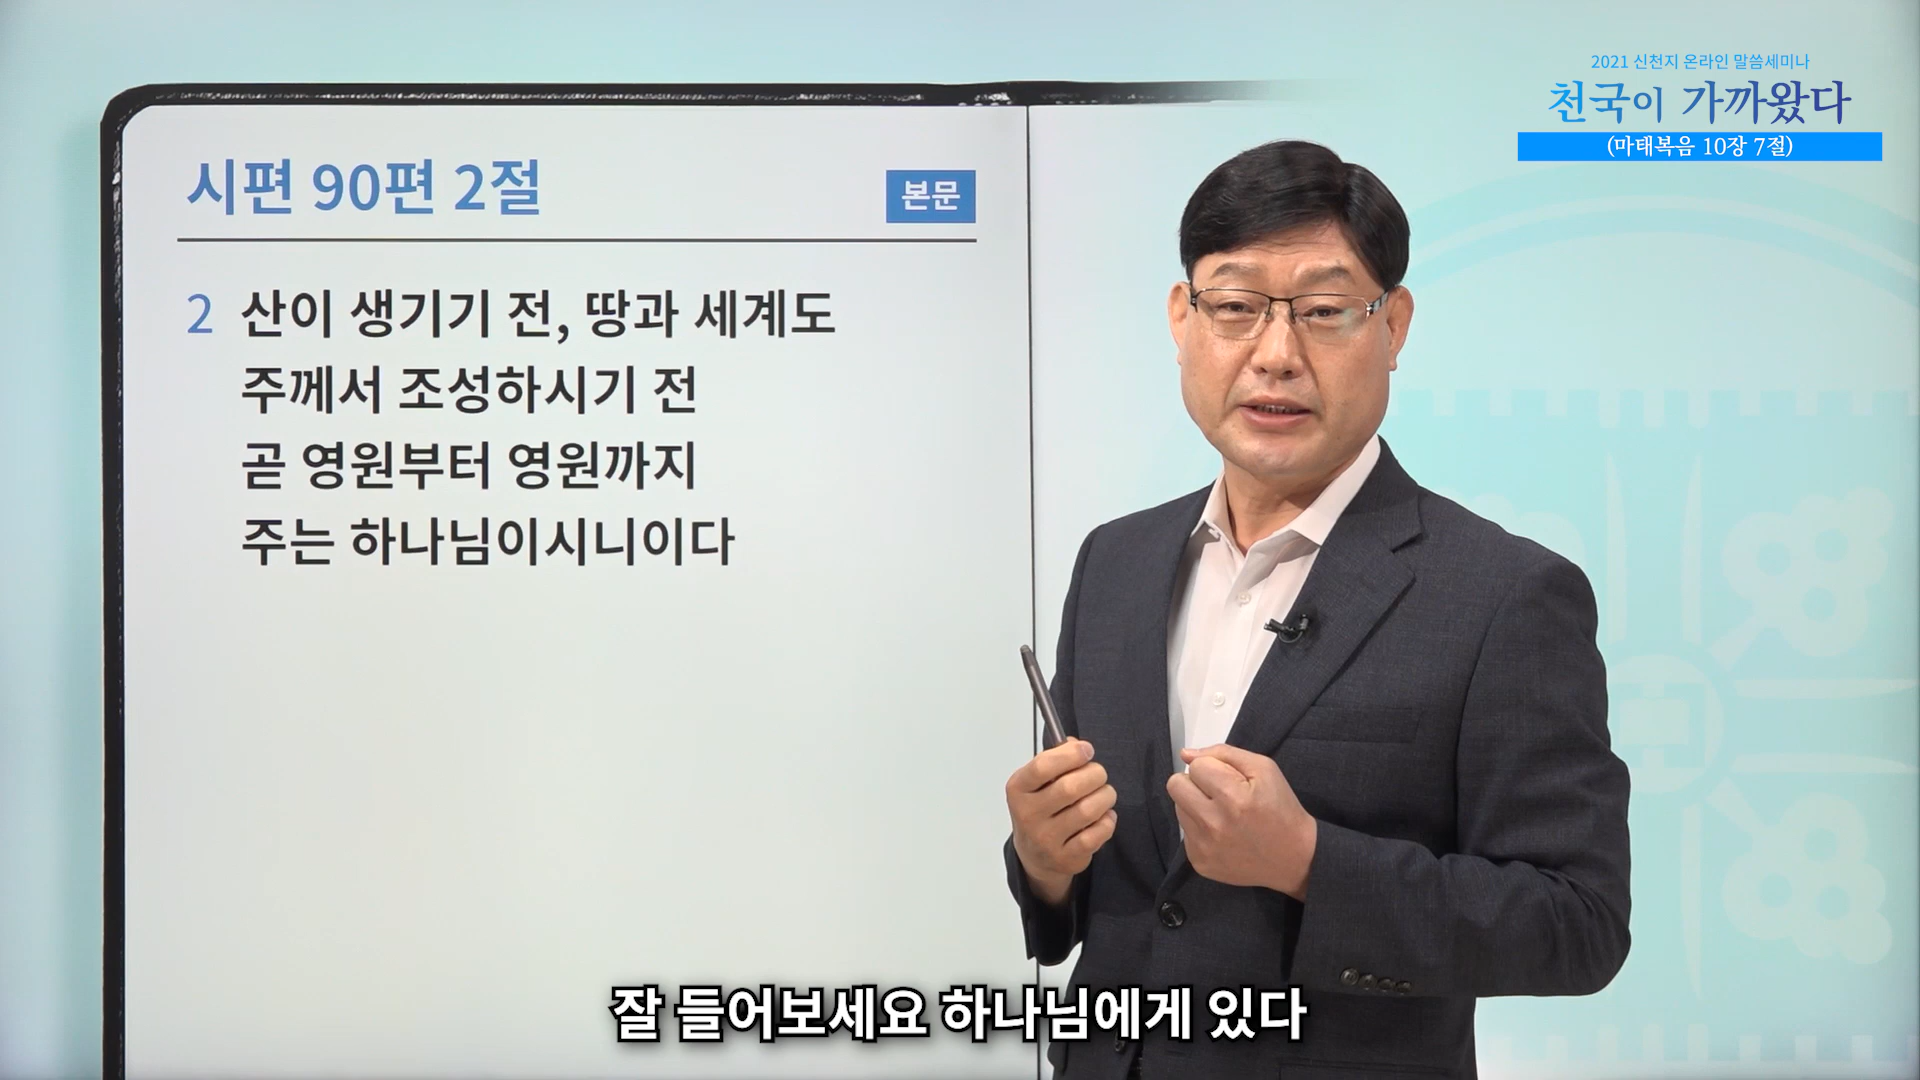 2021 신천지 온라인 말씀세미나
천국이 가까왔다
(마태복음 10장 7절)
시편 90편 2절
본문
2 산이 생기기 전, 땅과 세계도
주께서 조성하시기 전
곧 영원부터 영원까지
주는 하나님이시니이다
잘 들어보세요 하나님에게 있다